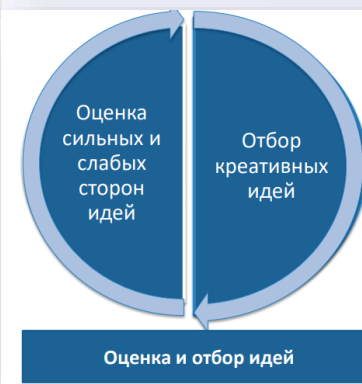 Оценка
сильных и
слабых
сторон
идей
Отбор
креативных
идей
Оценка и отбор идей